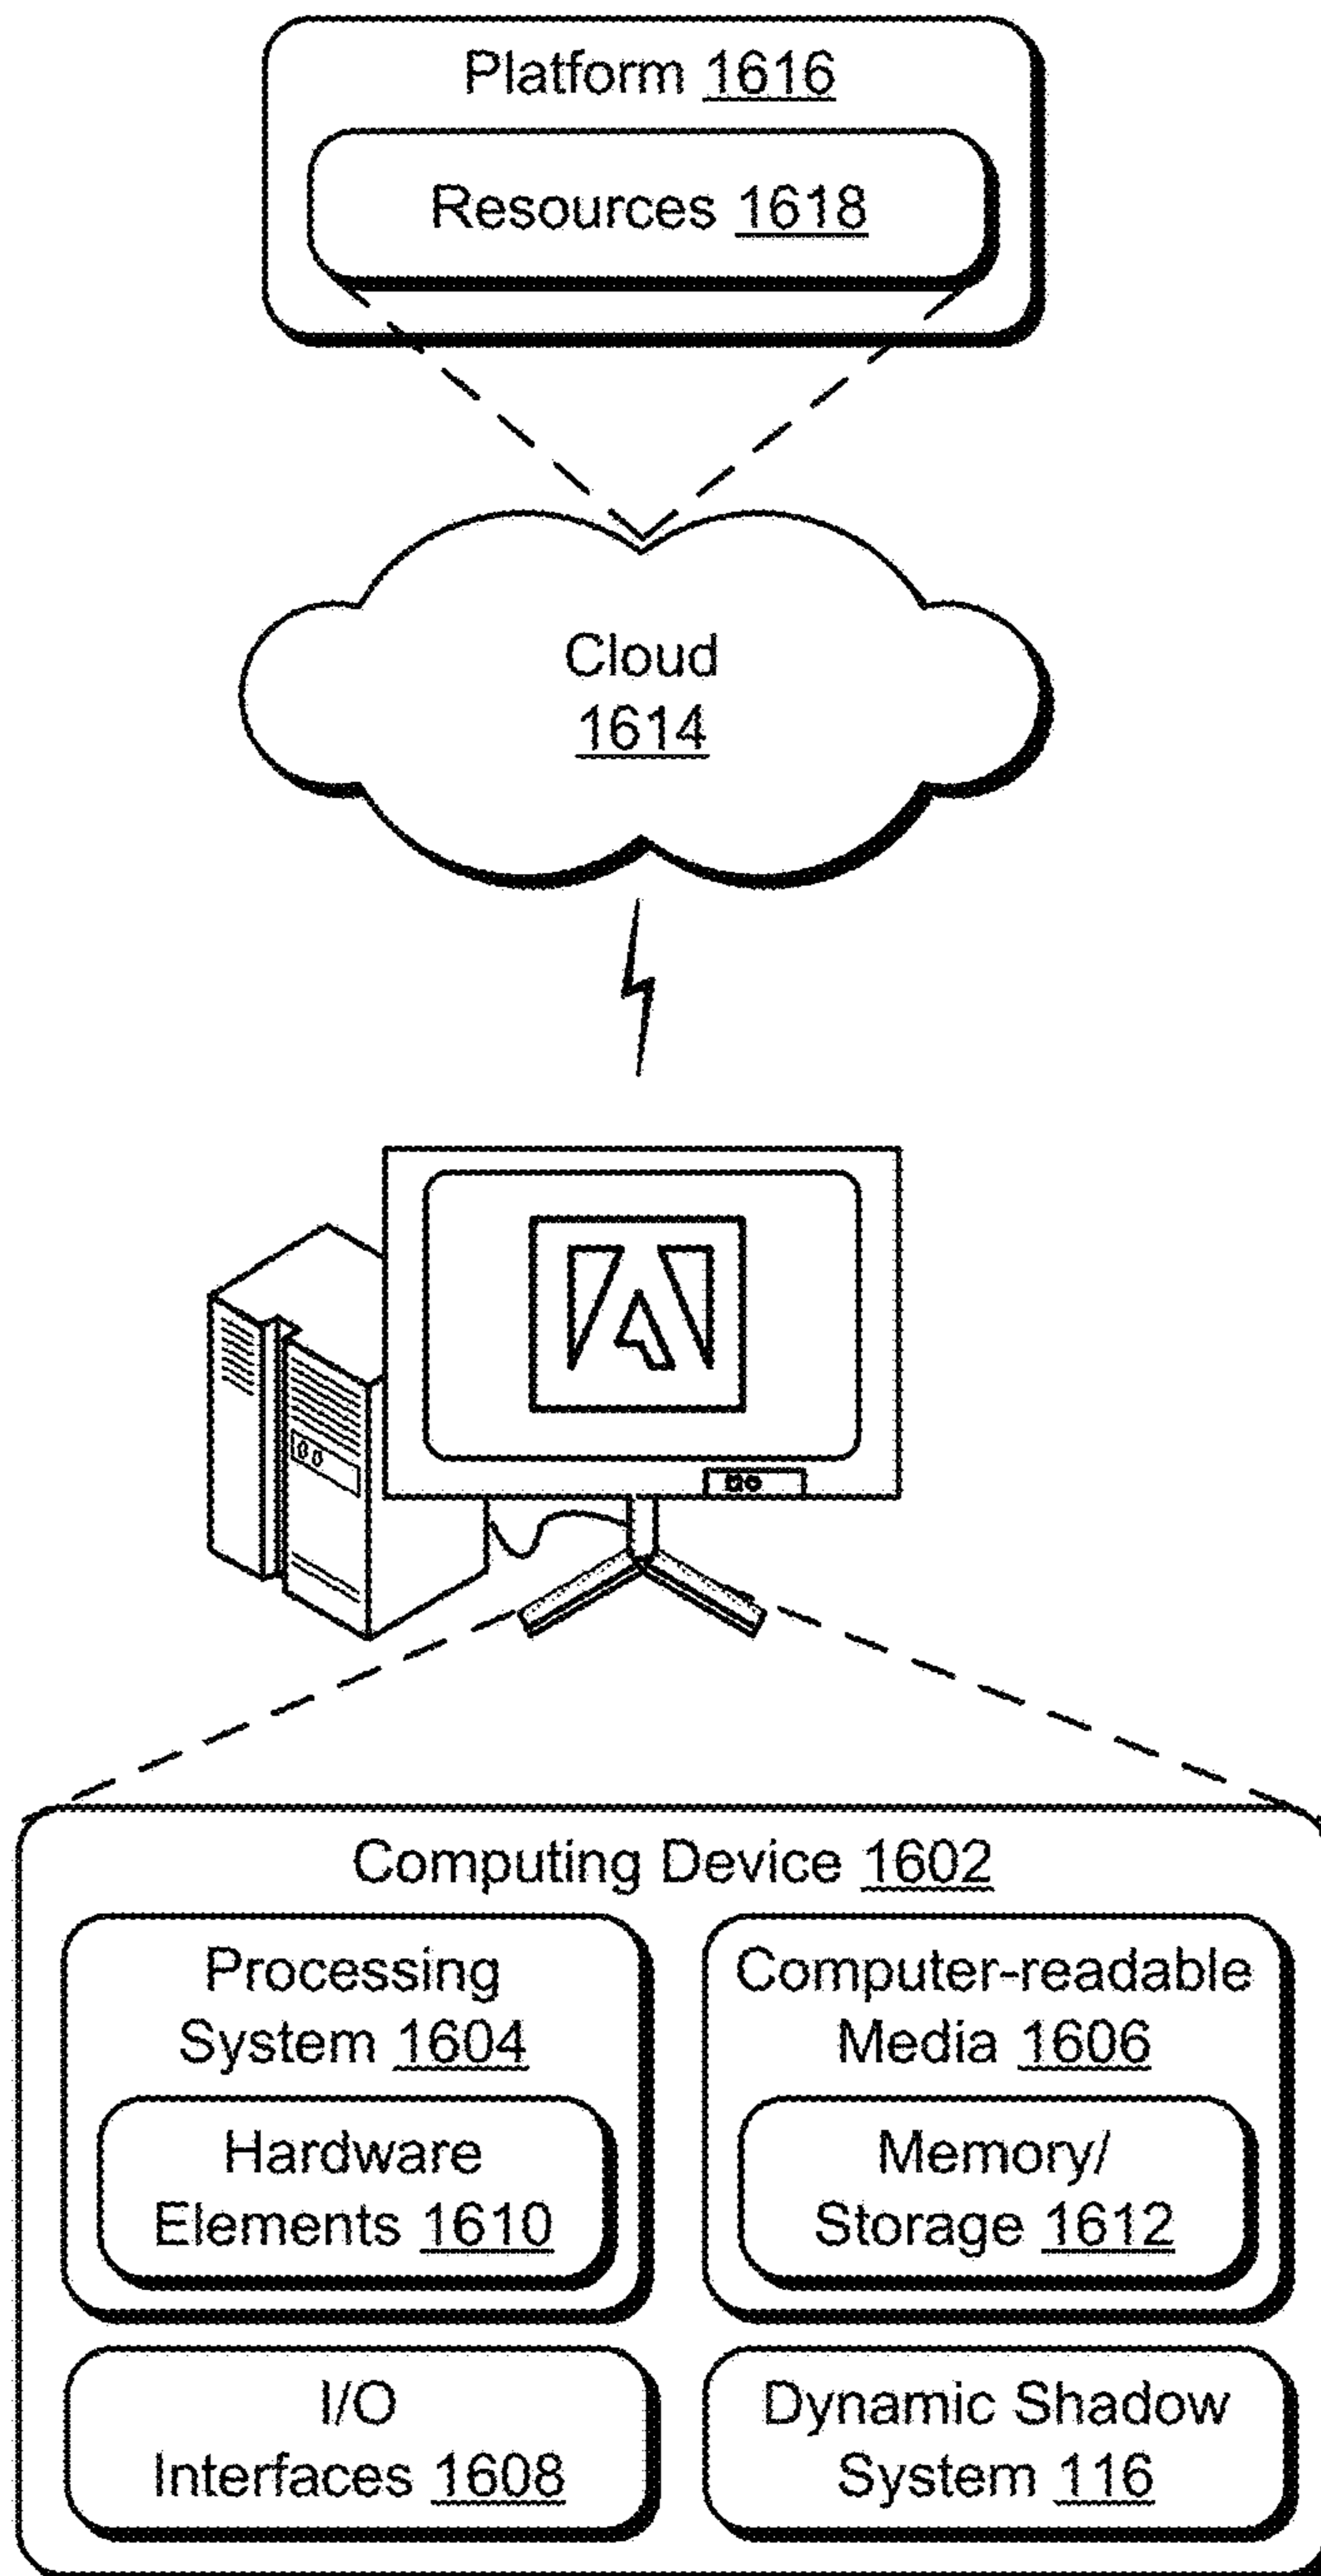 Platform 1616
Resources 1618
Cloud
1614
Computing Device 1602
Processing
System 1604
Hardware
Elements 1610
Computer-readable
Media 1606
Memory/
Storage 1612
I/O
Interfaces 1608
Dynamic Shadow
System 116